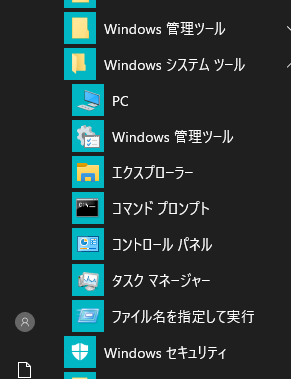 Windows 管理ツール
Windows システム ツール
PC
Windows 管理ツール
エクスプローラー
コマンド プロンプト
コントロール パネル
タスク マネージャー
ファイル名を指定して実行
Windows セキュリティ